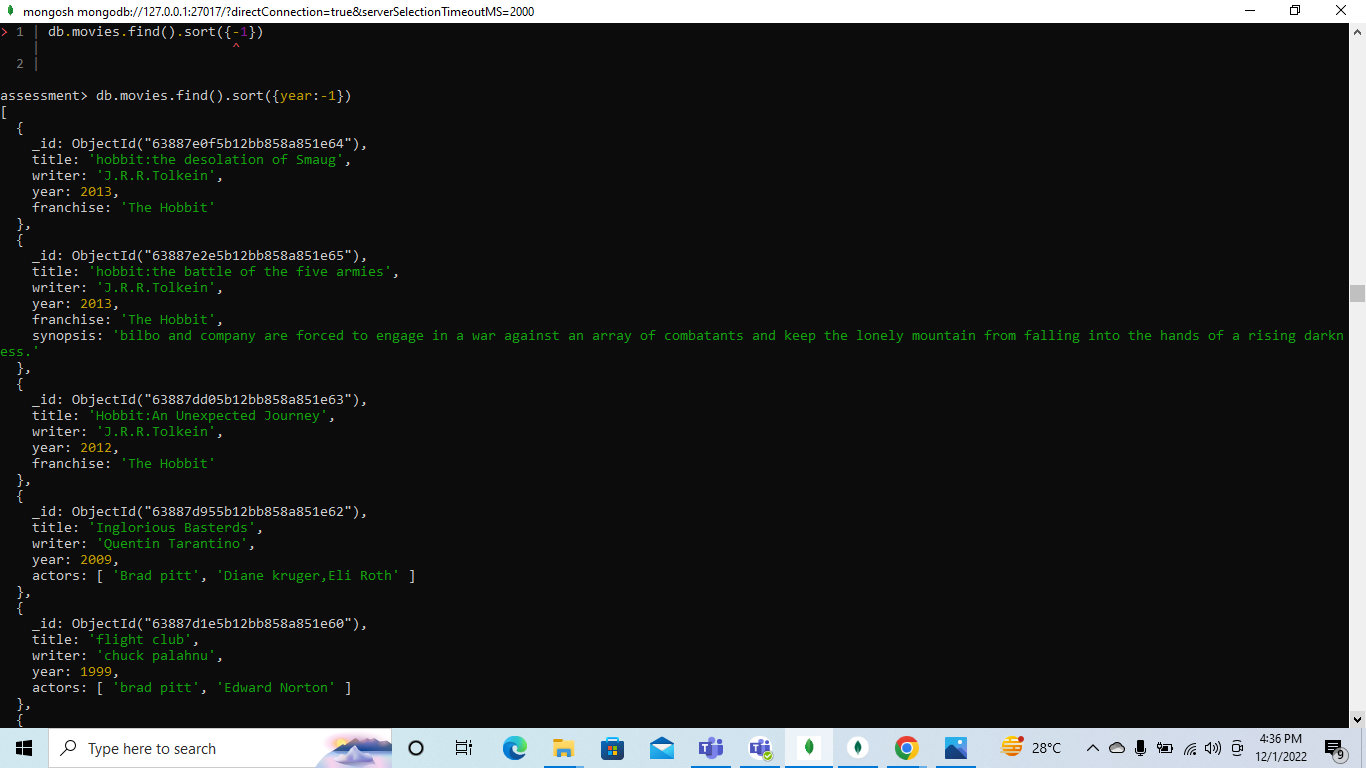 mongosh mongodb://127.0.0.1:27017/?directConnection=true&serverSelectionTimeoutMS=2000
> 1 | db.movies.find().sort({-1})
| ^
2 |
assessment> db.movies.find().sort({year:-1})
[
{
_id: ObjectId("63887e0f5b12bb858a851e64"),
title: 'hobbit:the desolation of Smaug',
writer: 'J.R.R.Tolkein',
year: 2013,
franchise: 'The Hobbit'
},
{
_id: ObjectId("63887e2e5b12bb858a851e65"),
title: 'hobbit:the battle of the five armies',
writer: 'J.R.R.Tolkein',
year: 2013,
franchise: 'The Hobbit',
synopsis: 'bilbo and company are forced to engage in a war against an array of combatants and keep the lonely mountain from falling into the hands of a rising darkn
ess.'
},
{
_id: ObjectId("63887dd05b12bb858a851e63"),
title: 'Hobbit:An Unexpected Journey',
writer: 'J.R.R.Tolkein',
year: 2012,
franchise: 'The Hobbit'
},
{
_id: ObjectId("63887d955b12bb858a851e62"),
title: 'Inglorious Basterds',
writer: 'Quentin Tarantino',
year: 2009,
actors: [ 'Brad pitt', 'Diane kruger,Eli Roth' ]
},
{
_id: ObjectId("63887d1e5b12bb858a851e60"),
title: 'flight club',
writer: 'chuck palahnu',
year: 1999,
actors: [ 'brad pitt', 'Edward Norton' ]
},
{
Type here to search
28°C
4:36 PM
12/1/2022
9